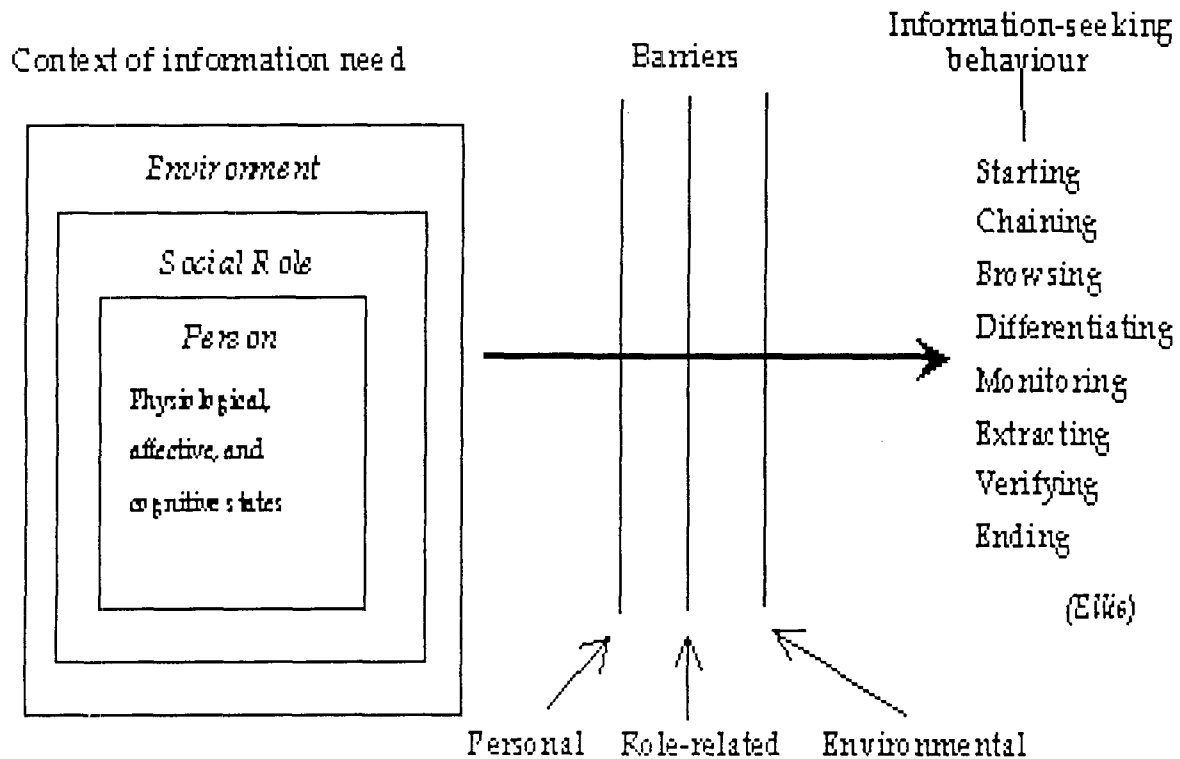 Context of information need
Barriers
Information-seeking
behaviour
Environment
Social Role
Person
Physiological,
affective, and
cognitive states
Starting
Chaining
Browsing
Differentiating
Monitoring
Extracting
Verifying
Ending
(Ellis)
Personal
Role-related
Environmental